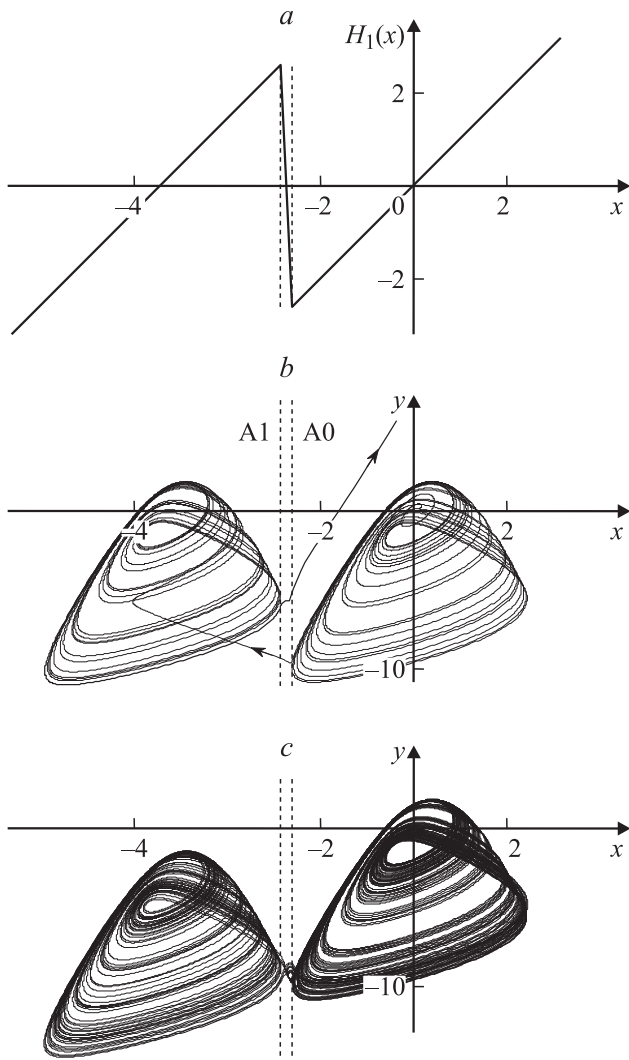 a
H₁(x)
2
–4 –2 0 2 x
–2
b
y
A1 A0
–4 –2 2 x
–10
c
y
–4 –2 2 x
–10